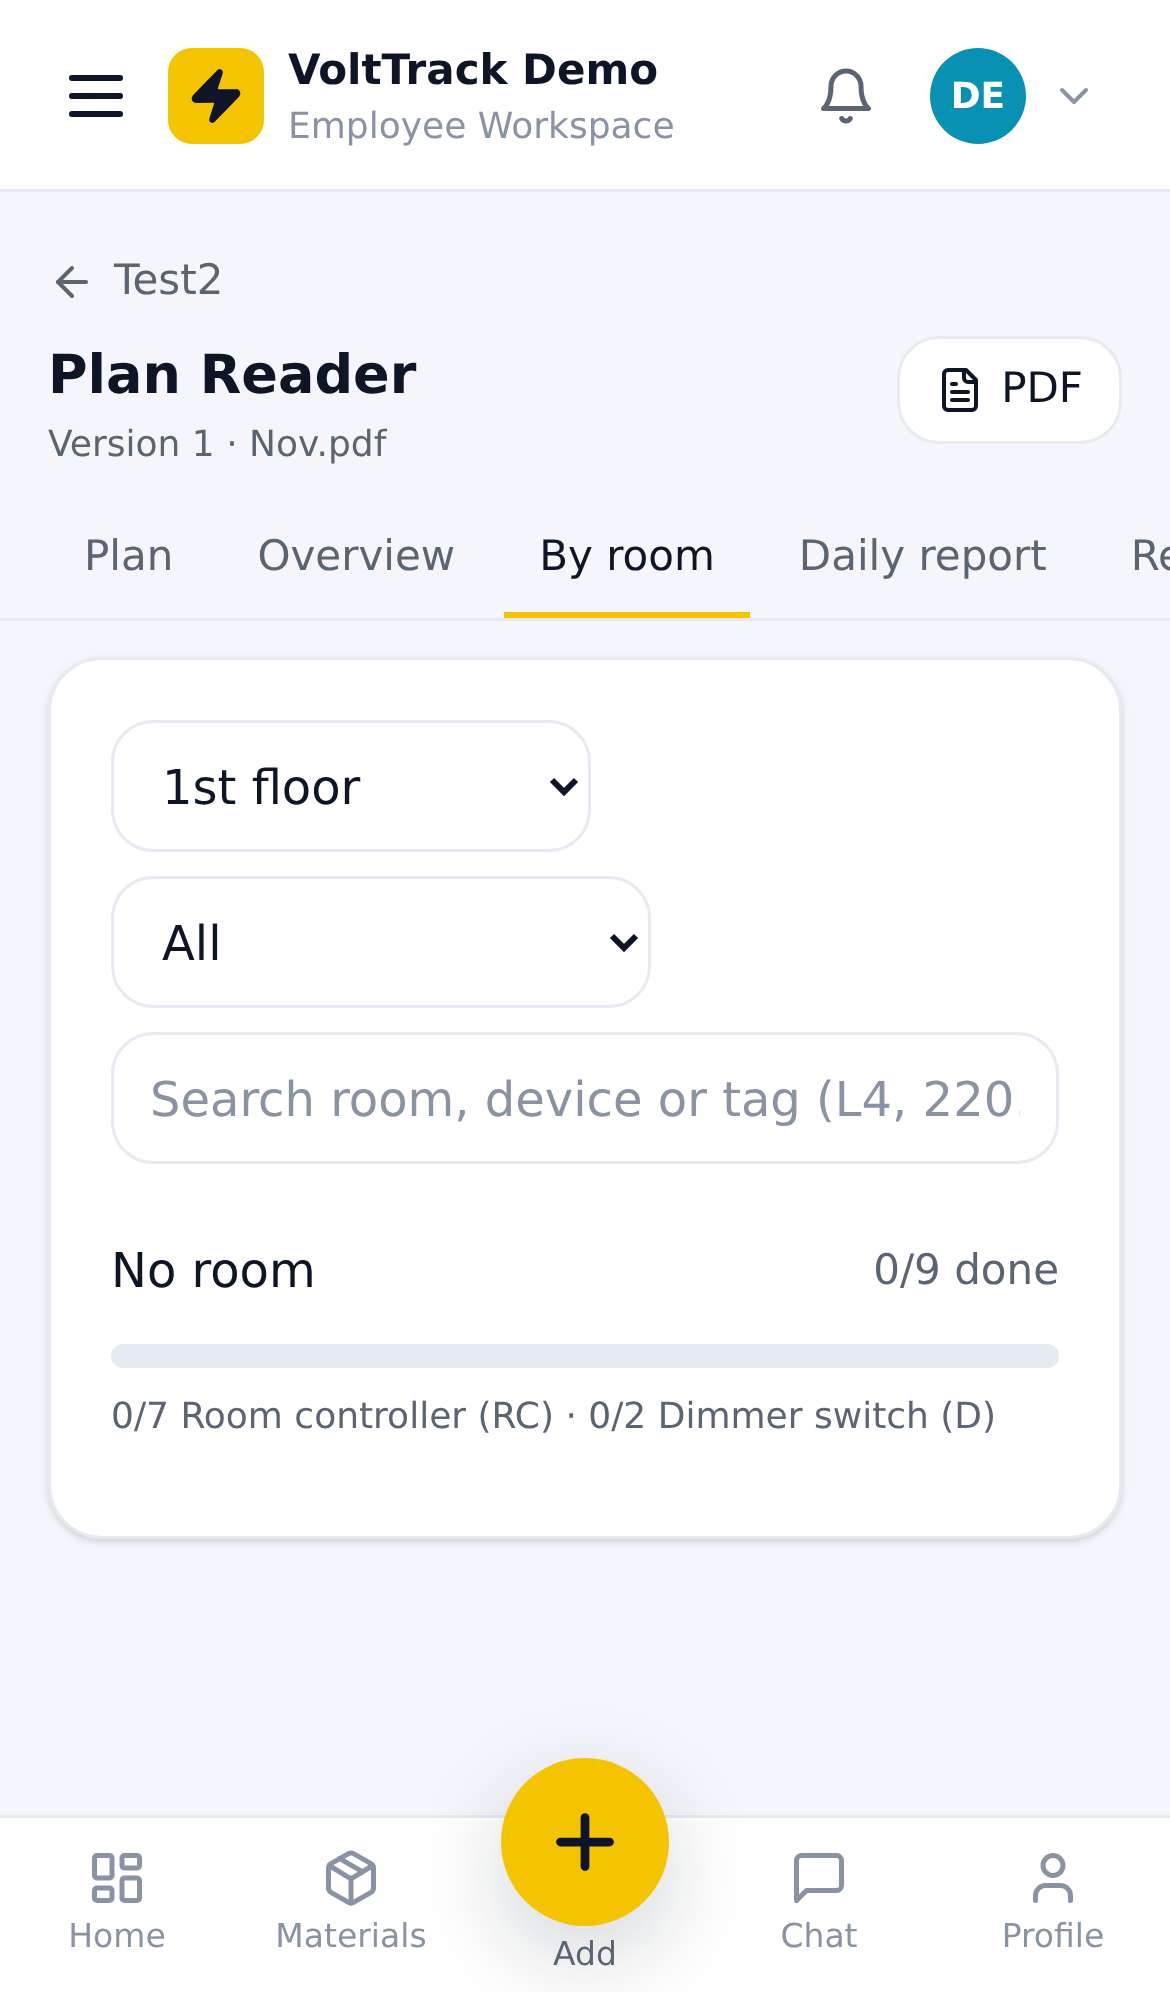 VoltTrack Demo
Employee Workspace
DE
Test2
Plan Reader
PDF
Version 1 · Nov.pdf
Plan Overview By room Daily report Re
1st floor
All
Search room, device or tag (L4, 220
No room 0/9 done
0/7 Room controller (RC) · 0/2 Dimmer switch (D)
Home Materials Add Chat Profile